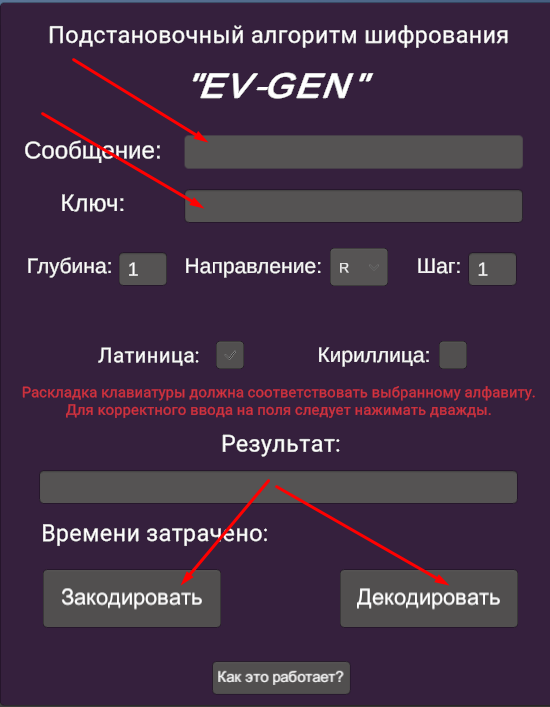 Подстановочный алгоритм шифрования
"EV-GEN"
Сообщение:
Ключ:
Глубина: 1 Направление: R Шаг: 1
Латиница: Кириллица:
Раскладка клавиатуры должна соответствовать выбранному алфавиту.
Для корректного ввода на поля следует нажимать дважды.
Результат:
Времени затрачено:
Закодировать Декодировать
Как это работает?